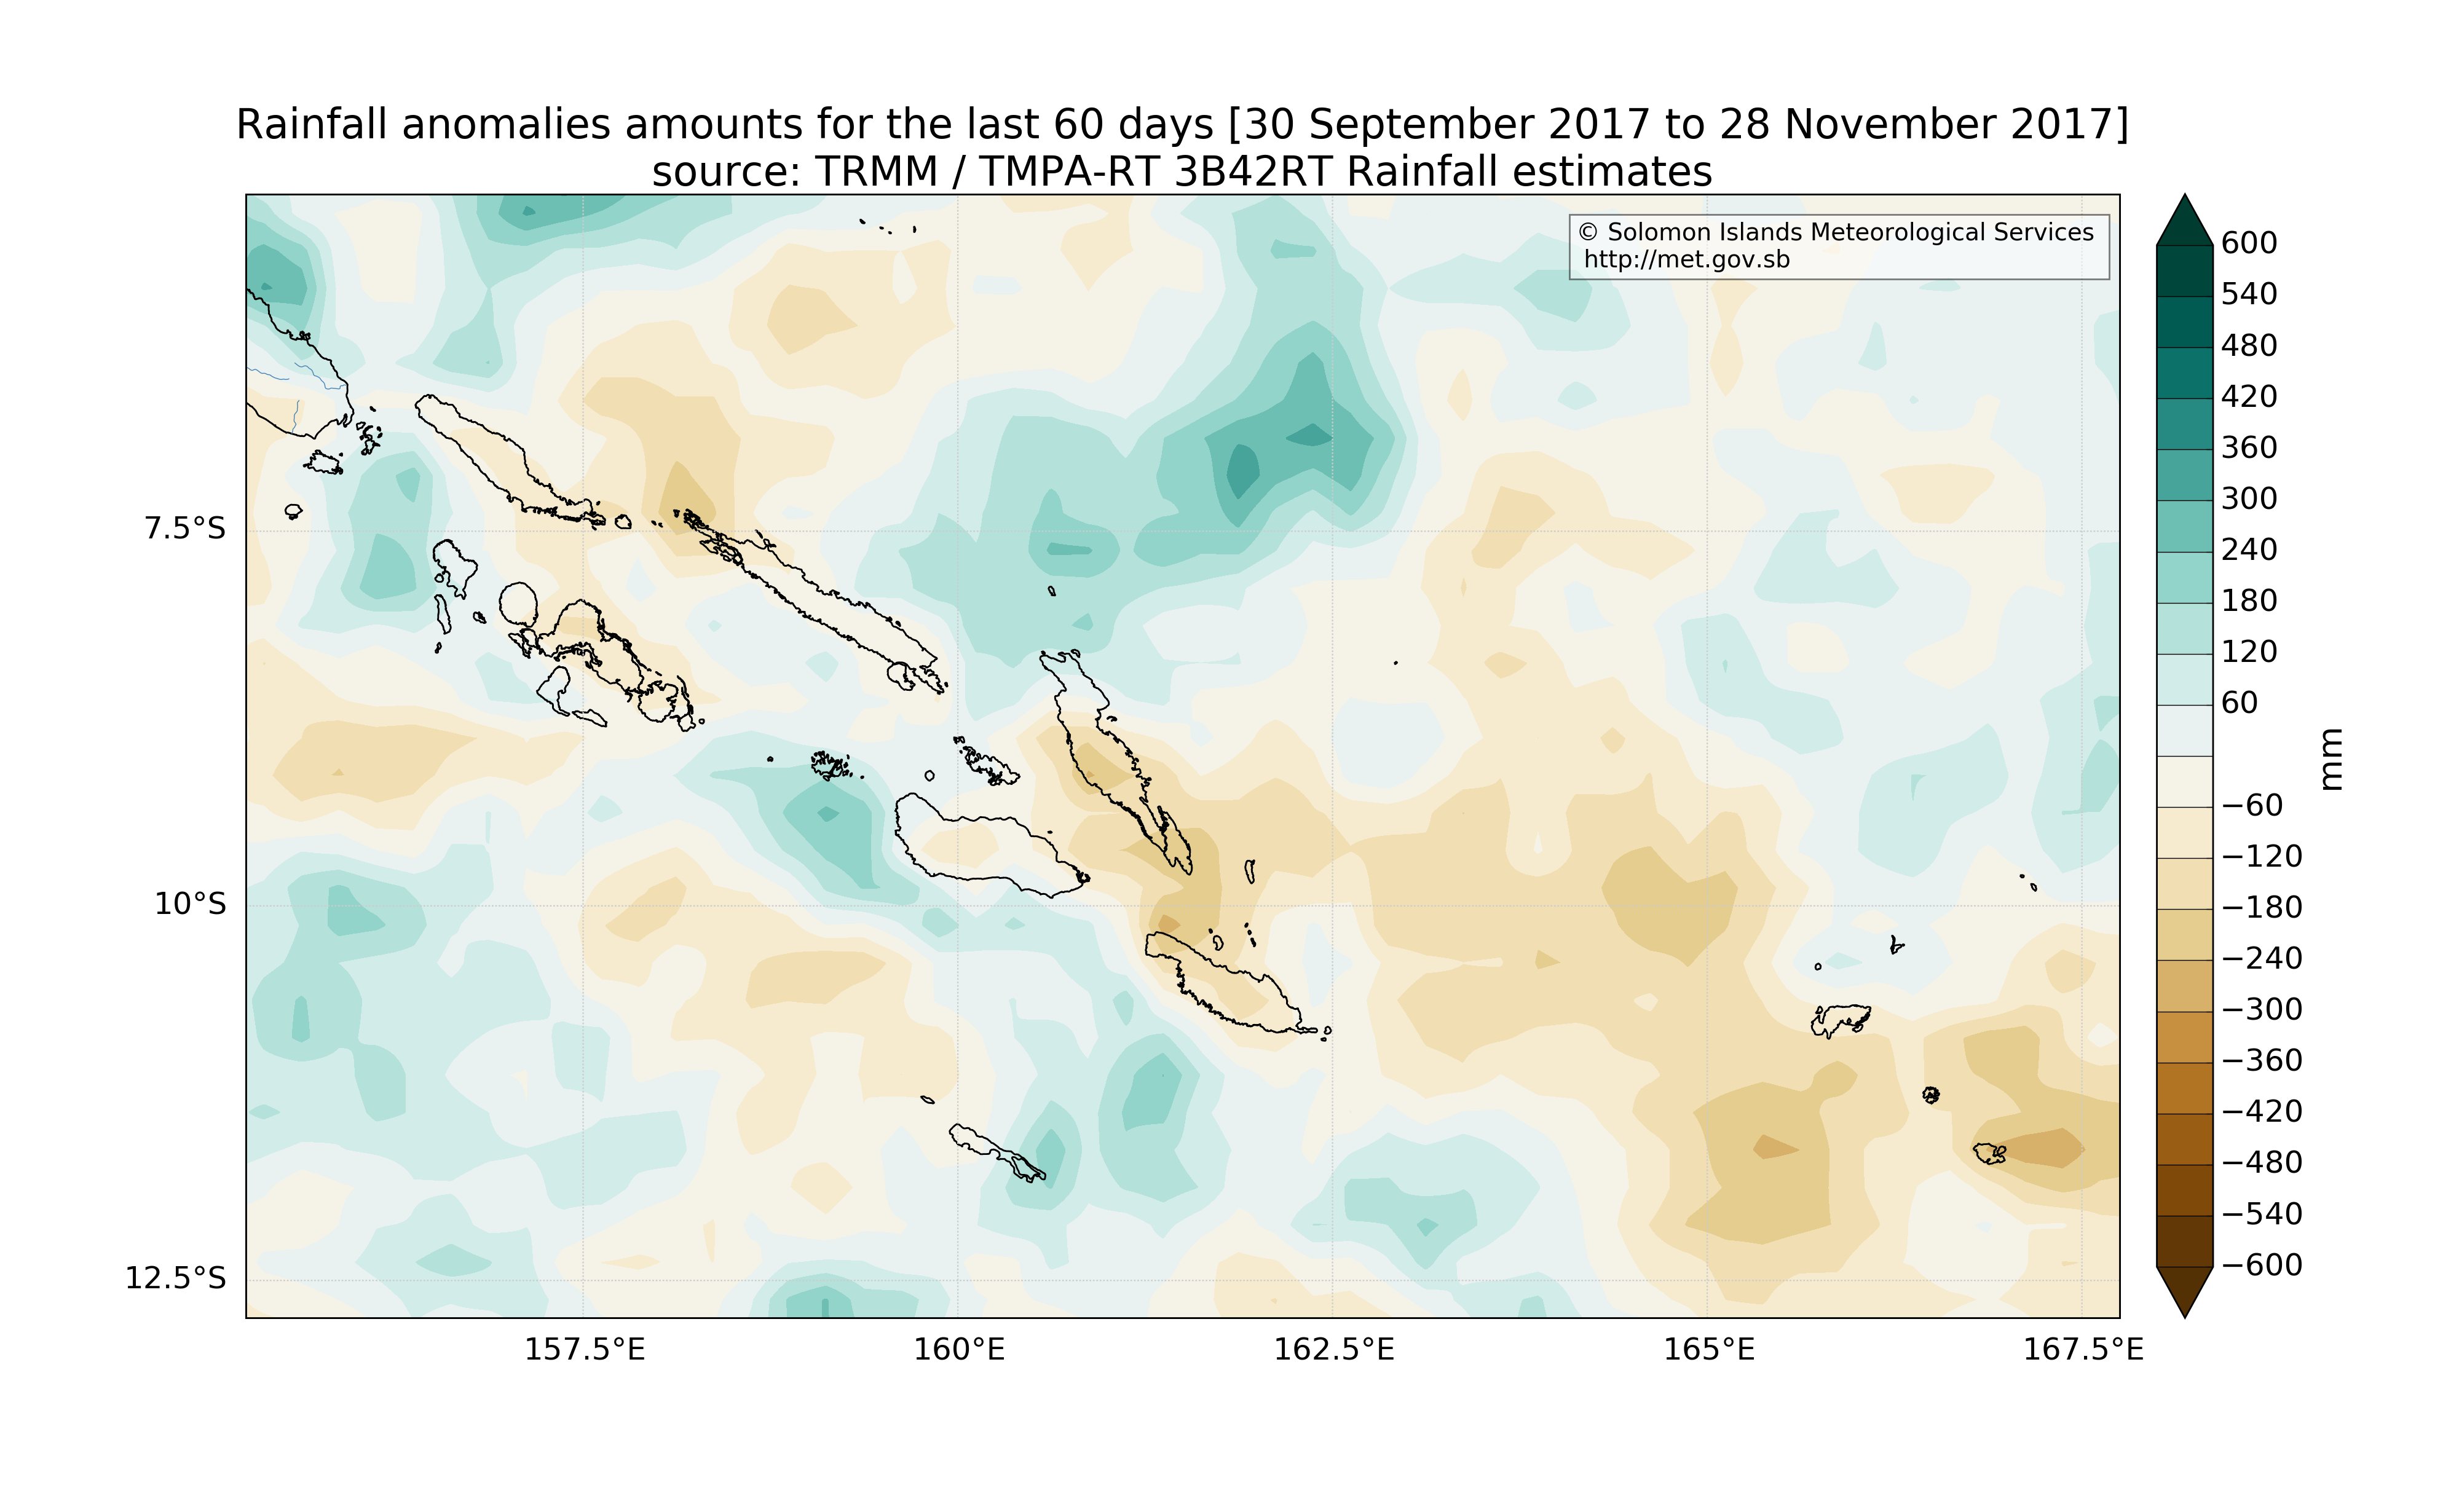 Rainfall anomalies amounts for the last 60 days [30 September 2017 to 28 November 2017]
source: TRMM / TMPA-RT 3B42RT Rainfall estimates
© Solomon Islands Meteorological Services
http://met.gov.sb
7.5°S
10°S
12.5°S
157.5°E
160°E
162.5°E
165°E
167.5°E
600
540
480
420
360
300
240
180
120
60
−60
−120
−180
−240
−300
−360
−420
−480
−540
−600
mm